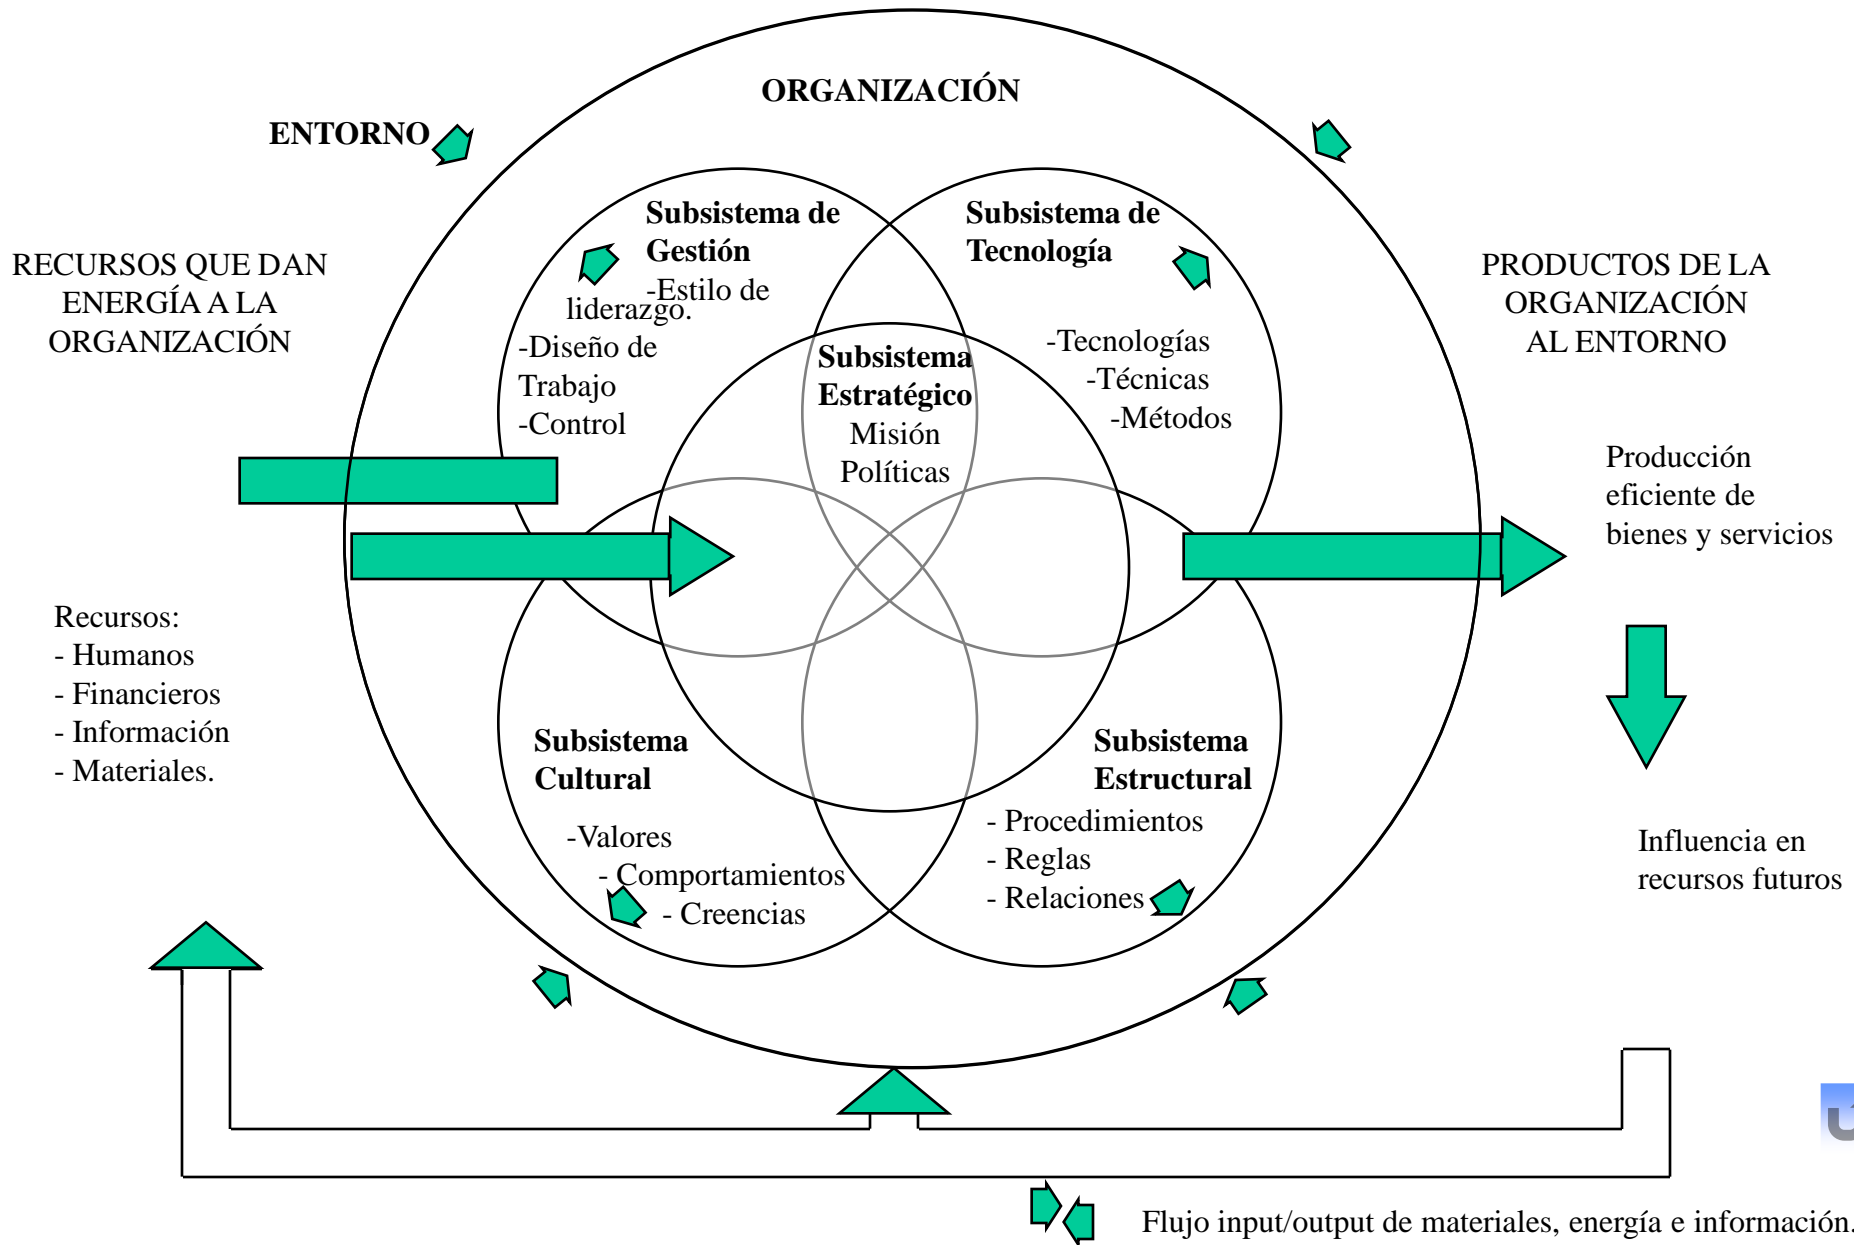 ORGANIZACIÓN
ENTORNO
RECURSOS QUE DAN
ENERGÍA A LA
ORGANIZACIÓN
Subsistema de
Gestión
-Estilo de
liderazgo.
-Diseño de
Trabajo
-Control
Subsistema de
Tecnología
-Tecnologías
-Técnicas
-Métodos
Subsistema
Estratégico
Misión
Políticas
PRODUCTOS DE LA
ORGANIZACIÓN
AL ENTORNO
Producción
eficiente de
bienes y servicios
Recursos:
- Humanos
- Financieros
- Información
- Materiales.
Subsistema
Cultural
-Valores
- Comportamientos
- Creencias
Subsistema
Estructural
- Procedimientos
- Reglas
- Relaciones
Influencia en
recursos futuros
Flujo input/output de materiales, energía e información.